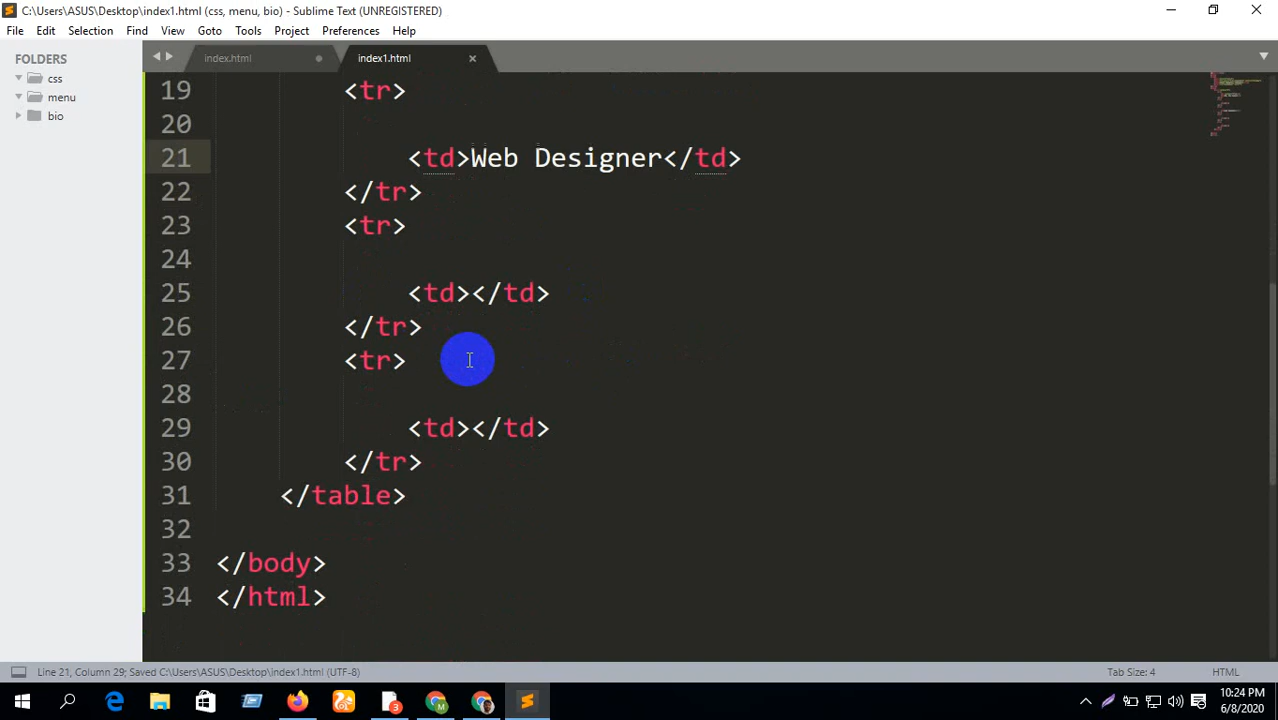 C:\Users\ASUS\Desktop\index1.html (css, menu, bio) - Sublime Text (UNREGISTERED)
File Edit Selection Find View Goto Tools Project Preferences Help
FOLDERS
css
menu
bio
index.html
index1.html
19 <tr>
20
21 <td>Web Designer</td>
22 </tr>
23 <tr>
24
25 <td></td>
26 </tr>
27 <tr>
28
29 <td></td>
30 </tr>
31 </table>
32
33 </body>
34 </html>
Line 21, Column 29; Saved C:\Users\ASUS\Desktop\index1.html (UTF-8)
Tab Size: 4
HTML
3
M
10:24 PM
6/8/2020